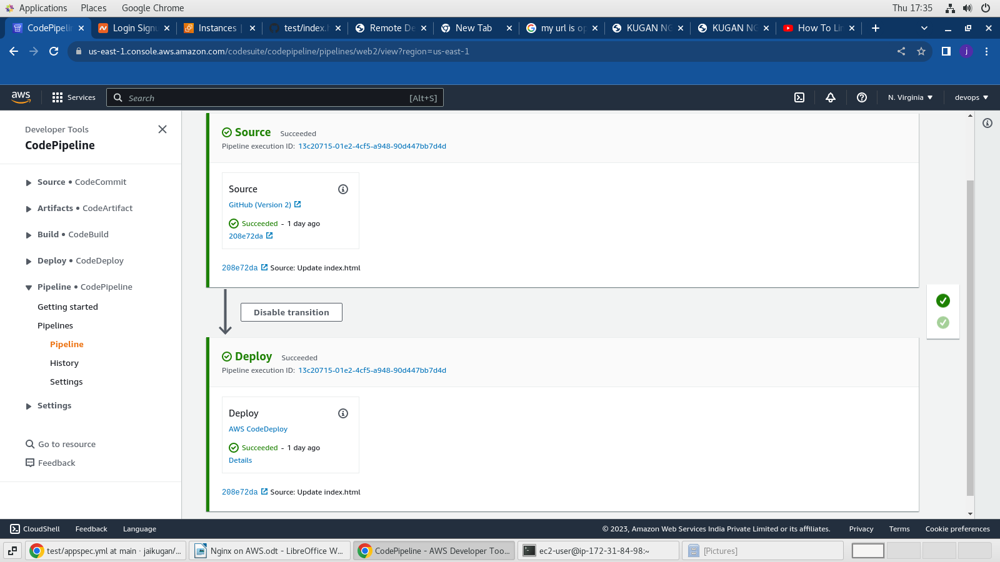 Applications Places Google Chrome Thu 17:35
CodePipelin Login Signu Instances | test/index.h Remote De New Tab my url is op KUGAN NG KUGAN NG How To Lin
us-east-1.console.aws.amazon.com/codesuite/codepipeline/pipelines/web2/view?region=us-east-1 j
aws Services Search [Alt+S] N. Virginia devops
Developer Tools
CodePipeline
Source • CodeCommit
Artifacts • CodeArtifact
Build • CodeBuild
Deploy • CodeDeploy
Pipeline • CodePipeline
Getting started
Pipelines
Pipeline
History
Settings
Settings
Go to resource
Feedback
Source Succeeded
Pipeline execution ID: 13c20715-01e2-4cf5-a948-90d447bb7d4d
Source
GitHub (Version 2)
Succeeded - 1 day ago
208e72da
208e72da Source: Update index.html
Disable transition
Deploy Succeeded
Pipeline execution ID: 13c20715-01e2-4cf5-a948-90d447bb7d4d
Deploy
AWS CodeDeploy
Succeeded - 1 day ago
Details
208e72da Source: Update index.html
CloudShell Feedback Language © 2023, Amazon Web Services India Private Limited or its affiliates. Privacy Terms Cookie preferences
test/appspec.yml at main · jaikugan/... Nginx on AWS.odt - LibreOffice W... CodePipeline - AWS Developer Too... ec2-user@ip-172-31-84-98:~ [Pictures]